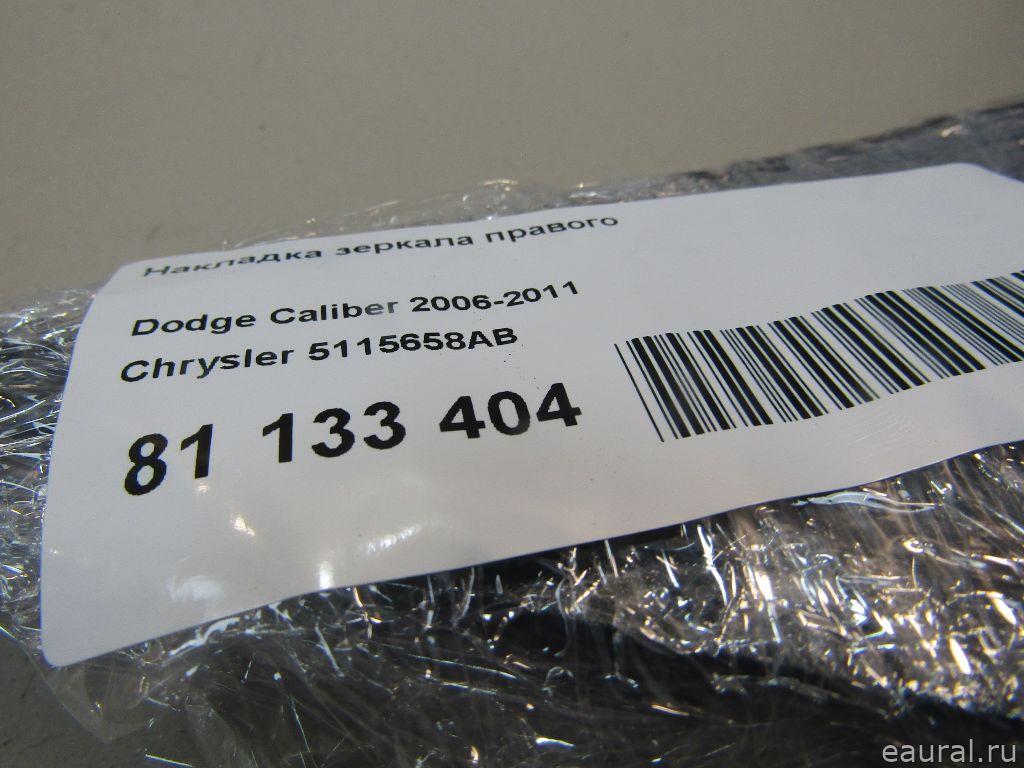 Накладка зеркала правого
Dodge Caliber 2006-2011
Chrysler 5115658AB
81 133 404
eaural.ru